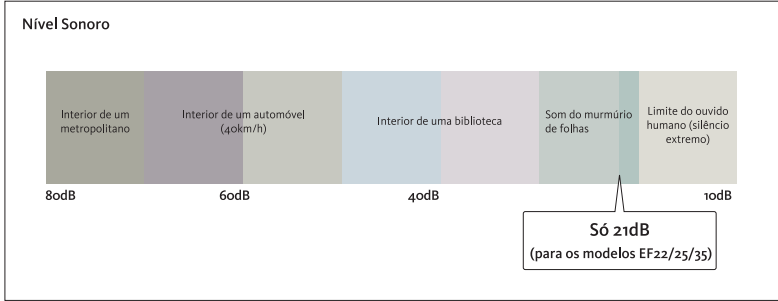 Nível Sonoro
Interior de um
metropolitano
Interior de um automóvel
(40km/h)
Interior de uma biblioteca
Som do murmúrio
de folhas
Limite do ouvido
humano (silêncio
extremo)
80dB
60dB
40dB
10dB
Só 21dB
(para os modelos EF22/25/35)